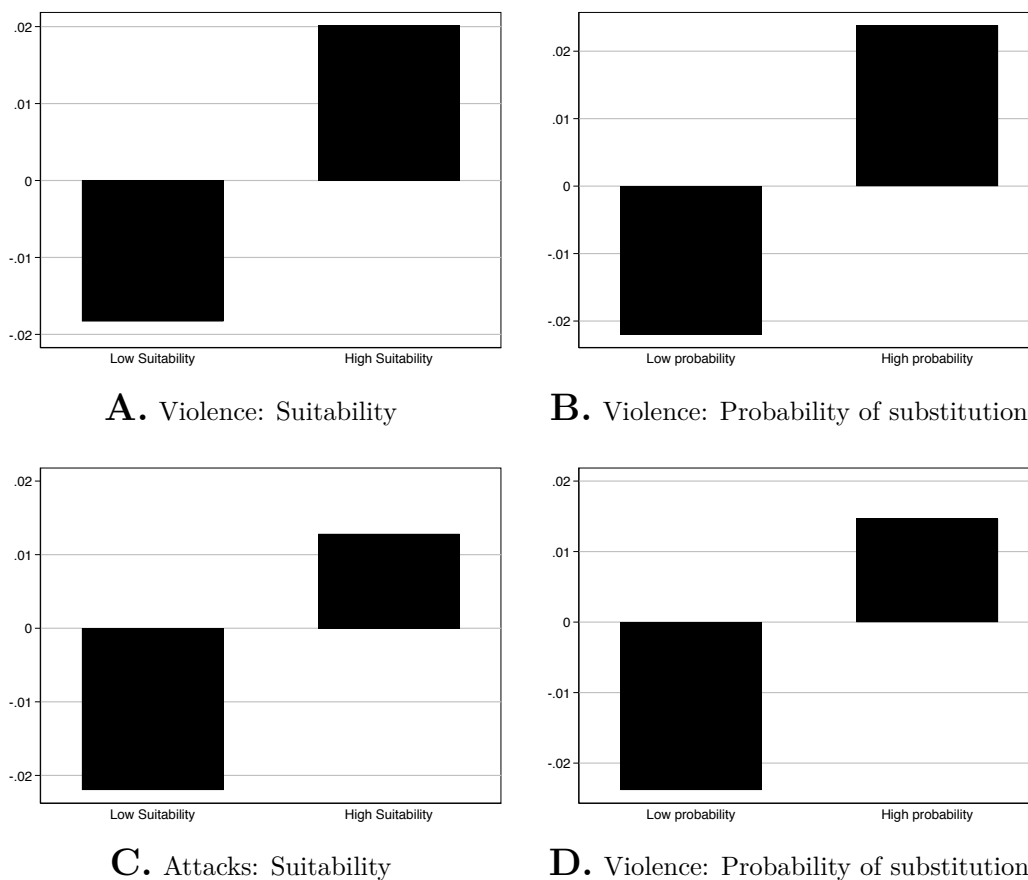 .02
.01
0
-.01
-.02
Low Suitability High Suitability
A. Violence: Suitability
.02
.01
0
-.01
-.02
Low probability High probability
B. Violence: Probability of substitution
.02
.01
0
-.01
-.02
Low Suitability High Suitability
C. Attacks: Suitability
.02
.01
0
-.01
-.02
Low probability High probability
D. Violence: Probability of substitution